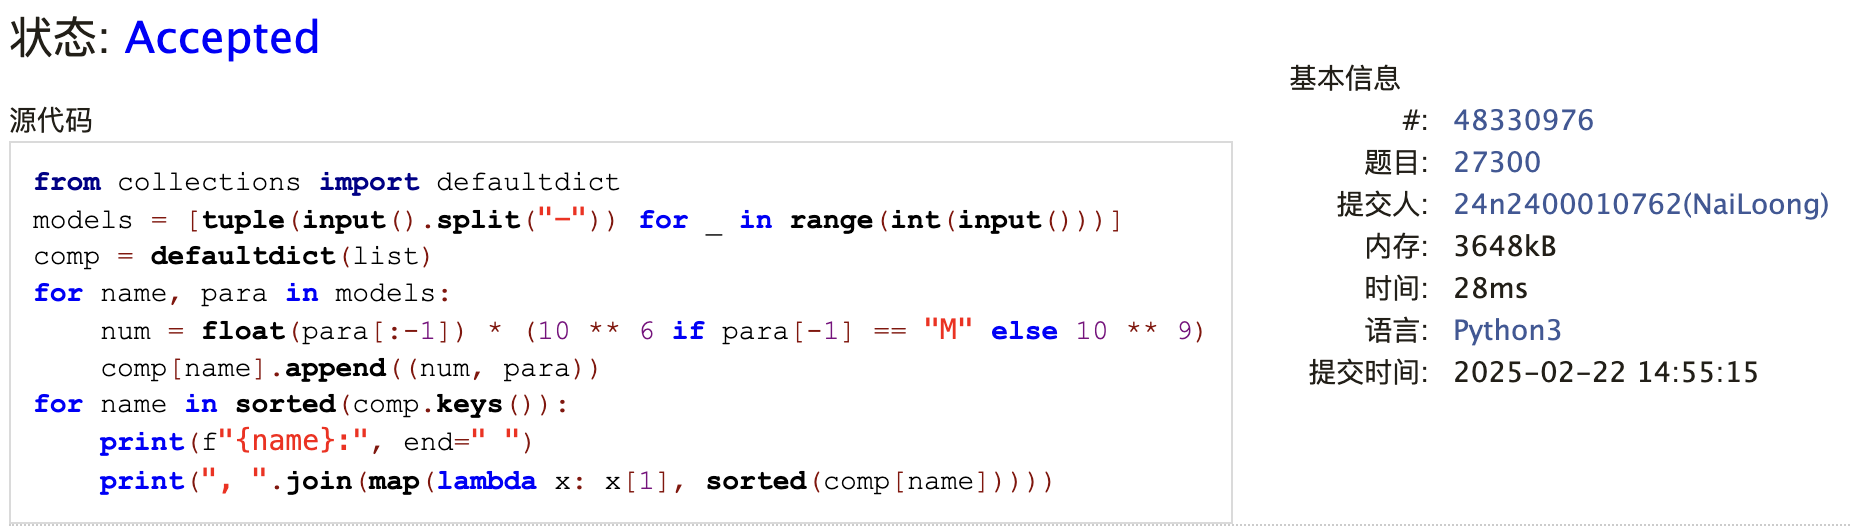 状态: Accepted
源代码
from collections import defaultdict
models = [tuple(input().split("-")) for _ in range(int(input()))]
comp = defaultdict(list)
for name, para in models:
    num = float(para[:-1]) * (10 ** 6 if para[-1] == "M" else 10 ** 9)
    comp[name].append((num, para))
for name in sorted(comp.keys()):
    print(f"{name}:", end=" ")
    print(", ".join(map(lambda x: x[1], sorted(comp[name]))))
基本信息
#: 48330976
题目: 27300
提交人: 24n2400010762(NaiLoong)
内存: 3648kB
时间: 28ms
语言: Python3
提交时间: 2025-02-22 14:55:15